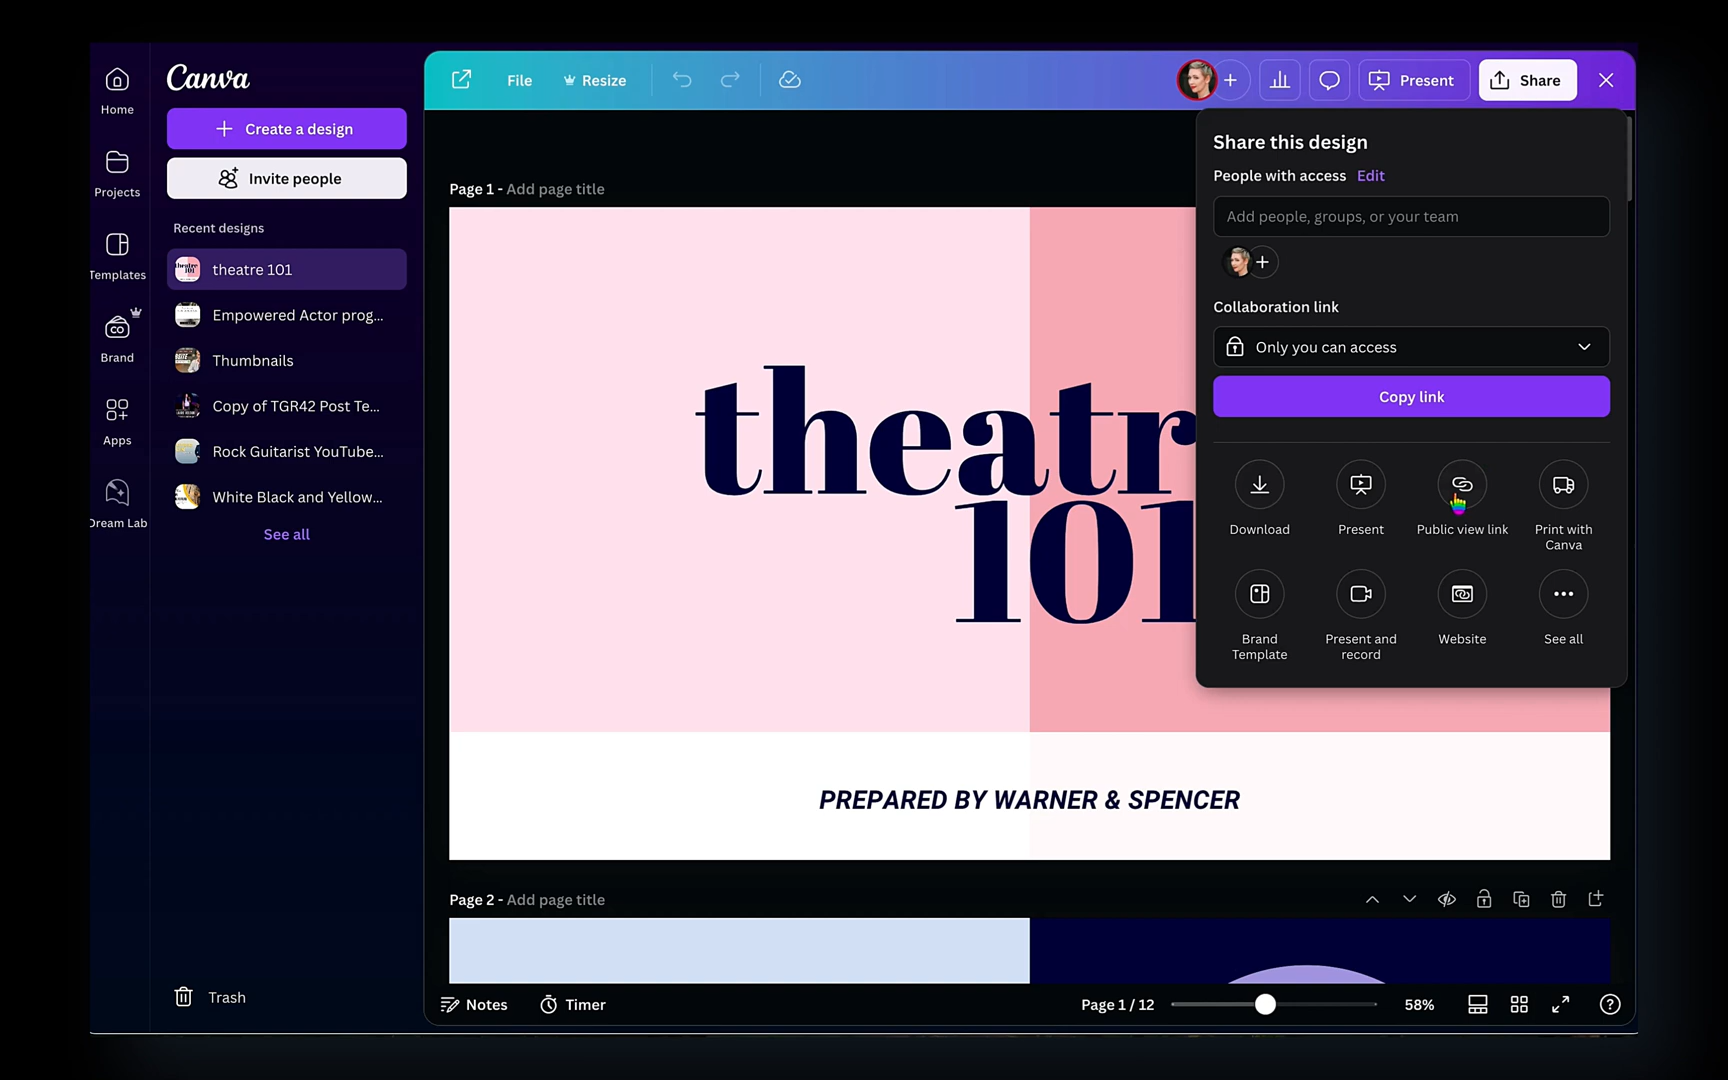 Canva
Home
Projects
Templates
Brand
Apps
Dream Lab
Create a design
Invite people
Recent designs
theatre 101
Empowered Actor prog...
Thumbnails
Copy of TGR42 Post Te...
Rock Guitarist YouTube...
White Black and Yellow...
See all
Trash
File
Resize
Present
Share
Page 1 - Add page title
theatr
101
PREPARED BY WARNER & SPENCER
Share this design
People with access Edit
Add people, groups, or your team
Collaboration link
Only you can access
Copy link
Download
Present
Public view link
Print with
Canva
Brand
Template
Present and
record
Website
See all
Page 2 - Add page title
Notes
Timer
Page 1 / 12
58%